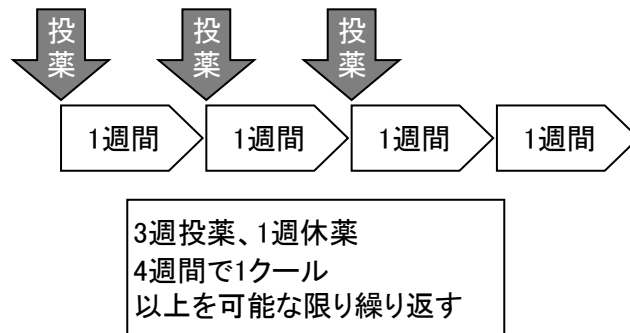 投薬
投薬
投薬
1週間
1週間
1週間
1週間
3週投薬、1週休薬
4週間で1クール
以上を可能な限り繰り返す